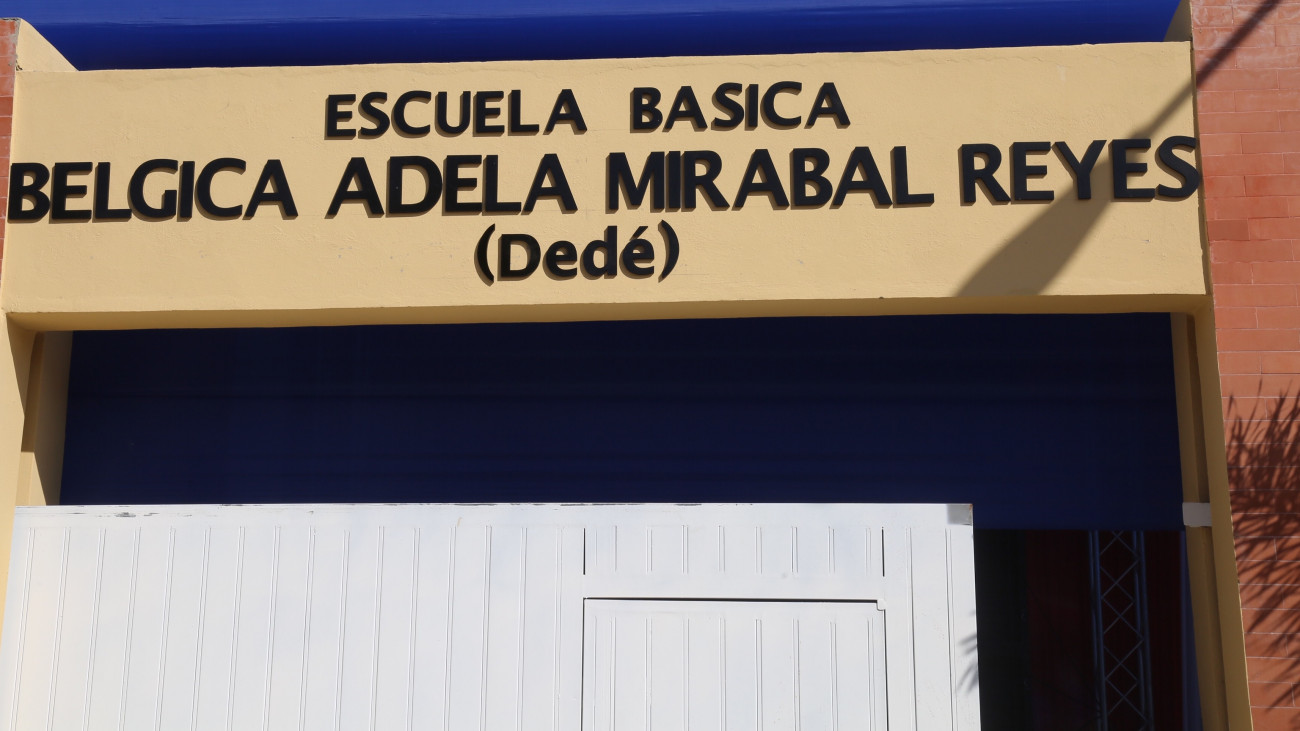 ESCUELA BASICA
BELGICA ADELA MIRABAL REYES
(Dedé)